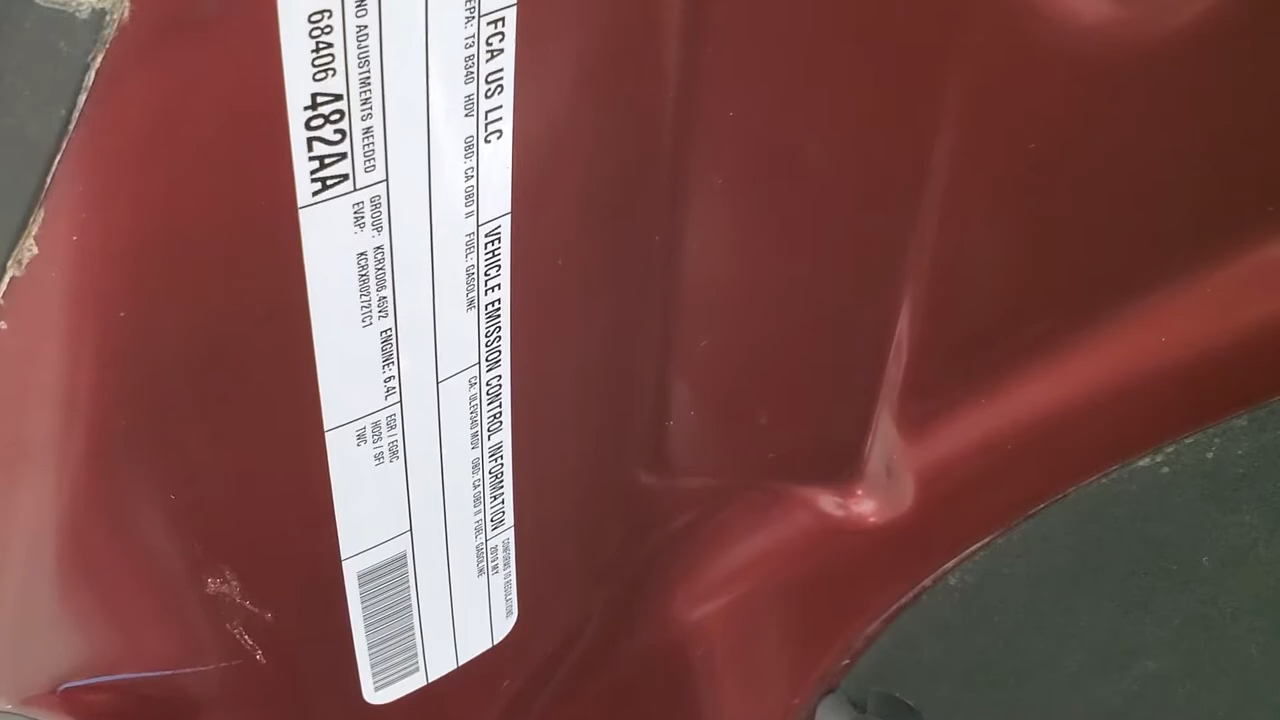 FCA US LLC
VEHICLE EMISSION CONTROL INFORMATION
CONFORMS TO REGULATIONS:
2019 MY
EPA: T3 B340 HDV OBD: CA OBD II FUEL: GASOLINE
CA: ULEV340 MDV OBD: CA OBD II FUEL: GASOLINE
NO ADJUSTMENTS NEEDED
68406 482AA
GROUP: KCRXD06.45V2 ENGINE: 6.4L
EVAP: KCRXR0272TC1
EGR / EGRC
HO2S / SFI
TWC